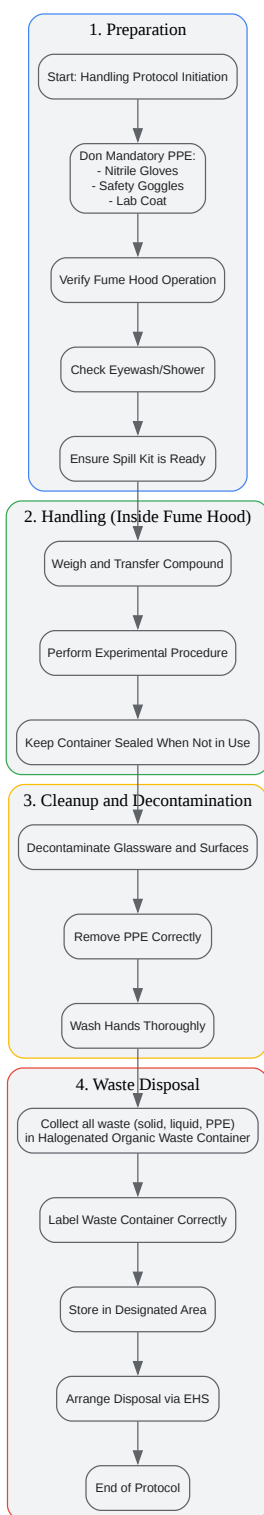 1. Preparation
Start: Handling Protocol Initiation
Don Mandatory PPE:
- Nitrile Gloves
- Safety Goggles
- Lab Coat
Verify Fume Hood Operation
Check Eyewash/Shower
Ensure Spill Kit is Ready
2. Handling (Inside Fume Hood)
Weigh and Transfer Compound
Perform Experimental Procedure
Keep Container Sealed When Not in Use
3. Cleanup and Decontamination
Decontaminate Glassware and Surfaces
Remove PPE Correctly
Wash Hands Thoroughly
4. Waste Disposal
Collect all waste (solid, liquid, PPE)
in Halogenated Organic Waste Container
Label Waste Container Correctly
Store in Designated Area
Arrange Disposal via EHS
End of Protocol